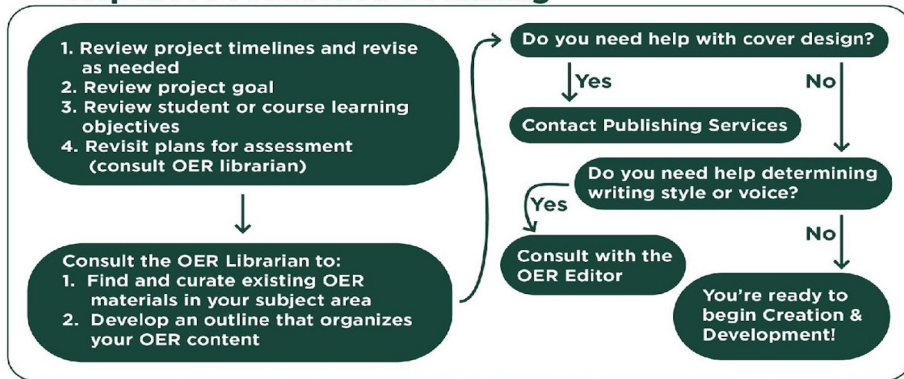 1. Review project timelines and revise
as needed
2. Review project goal
3. Review student or course learning
objectives
4. Revisit plans for assessment
(consult OER librarian)
Consult the OER Librarian to:
1. Find and curate existing OER
materials in your subject area
2. Develop an outline that organizes
your OER content
Do you need help with cover design?
Yes
No
Contact Publishing Services
Do you need help determining
writing style or voice?
Yes
No
Consult with the
OER Editor
You're ready to
begin Creation &
Development!